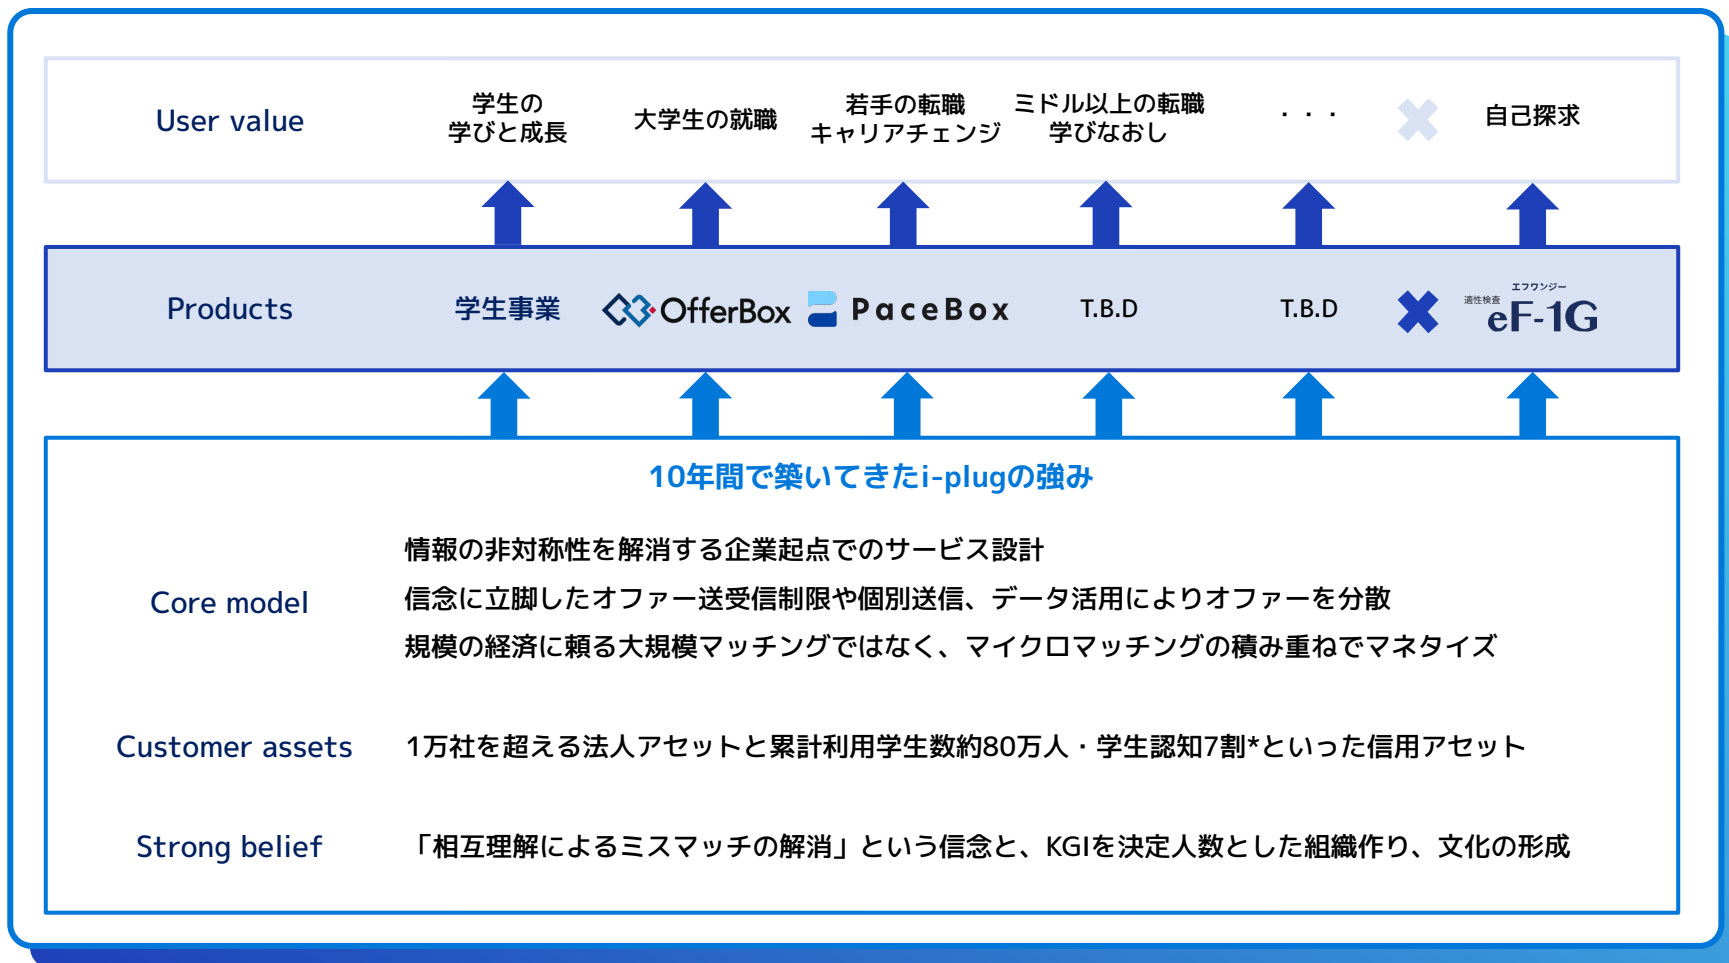 User value
学生の
学びと成長
大学生の就職
若手の転職
キャリアチェンジ
ミドル以上の転職
学びなおし
・・・
自己探求
Products
学生事業
OfferBox
PaceBox
T.B.D
T.B.D
エフワンジー
適性検査
eF-1G
10年間で築いてきたi-plugの強み
Core model
情報の非対称性を解消する企業起点でのサービス設計
信念に立脚したオファー送受信制限や個別送信、データ活用によりオファーを分散
規模の経済に頼る大規模マッチングではなく、マイクロマッチングの積み重ねでマネタイズ
Customer assets
1万社を超える法人アセットと累計利用学生数約80万人・学生認知7割*といった信用アセット
Strong belief
「相互理解によるミスマッチの解消」という信念と、KGIを決定人数とした組織作り、文化の形成